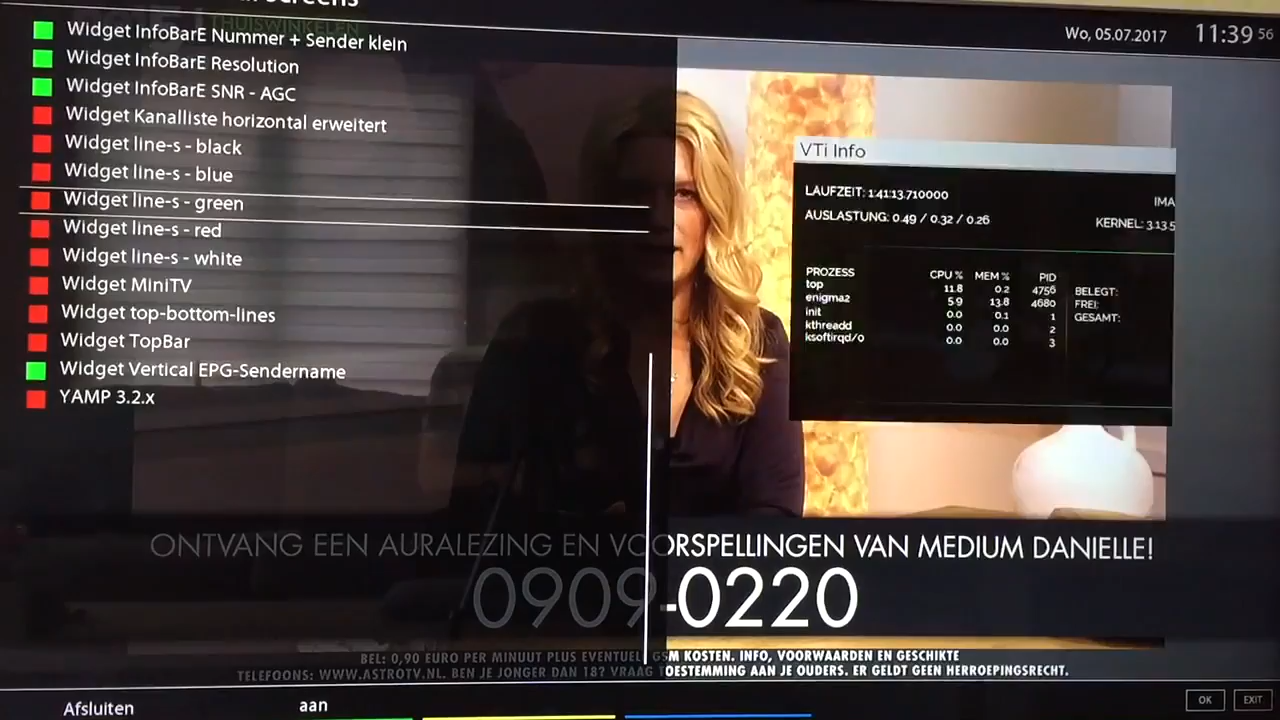 THUISWINKELEN
Wo, 05.07.2017 11:39 56
Widget InfoBarE Nummer + Sender klein
Widget InfoBarE Resolution
Widget InfoBarE SNR - AGC
Widget Kanalliste horizontal erweitert
Widget line-s - black
Widget line-s - blue
Widget line-s - green
Widget line-s - red
Widget line-s - white
Widget MiniTV
Widget top-bottom-lines
Widget TopBar
Widget Vertical EPG-Sendername
YAMP 3.2.x
VTi Info
LAUFZEIT: 1:41:13.710000
IMA
AUSLASTUNG: 0.49 / 0.32 / 0.26
KERNEL: 3.13.5
PROZESS CPU % MEM % PID
top 11.8 0.2 4756
enigma2 5.9 13.8 4680
init 0.0 0.1 1
kthreadd 0.0 0.0 2
ksoftirqd/0 0.0 0.0 3
BELEGT:
FREI:
GESAMT:
ONTVANG EEN AURALEZING EN VOORSPELLINGEN VAN MEDIUM DANIELLE!
0909-0220
BEL: 0,90 EURO PER MINUUT PLUS EVENTUEL GSM KOSTEN. INFO, VOORWAARDEN EN GESCHIKTE
TELEFOONS: WWW.ASTROTV.NL. BEN JE JONGER DAN 18? VRAAG TOESTEMMING AAN JE OUDERS. ER GELDT GEEN HERROEPINGSRECHT.
Afsluiten aan OK EXIT